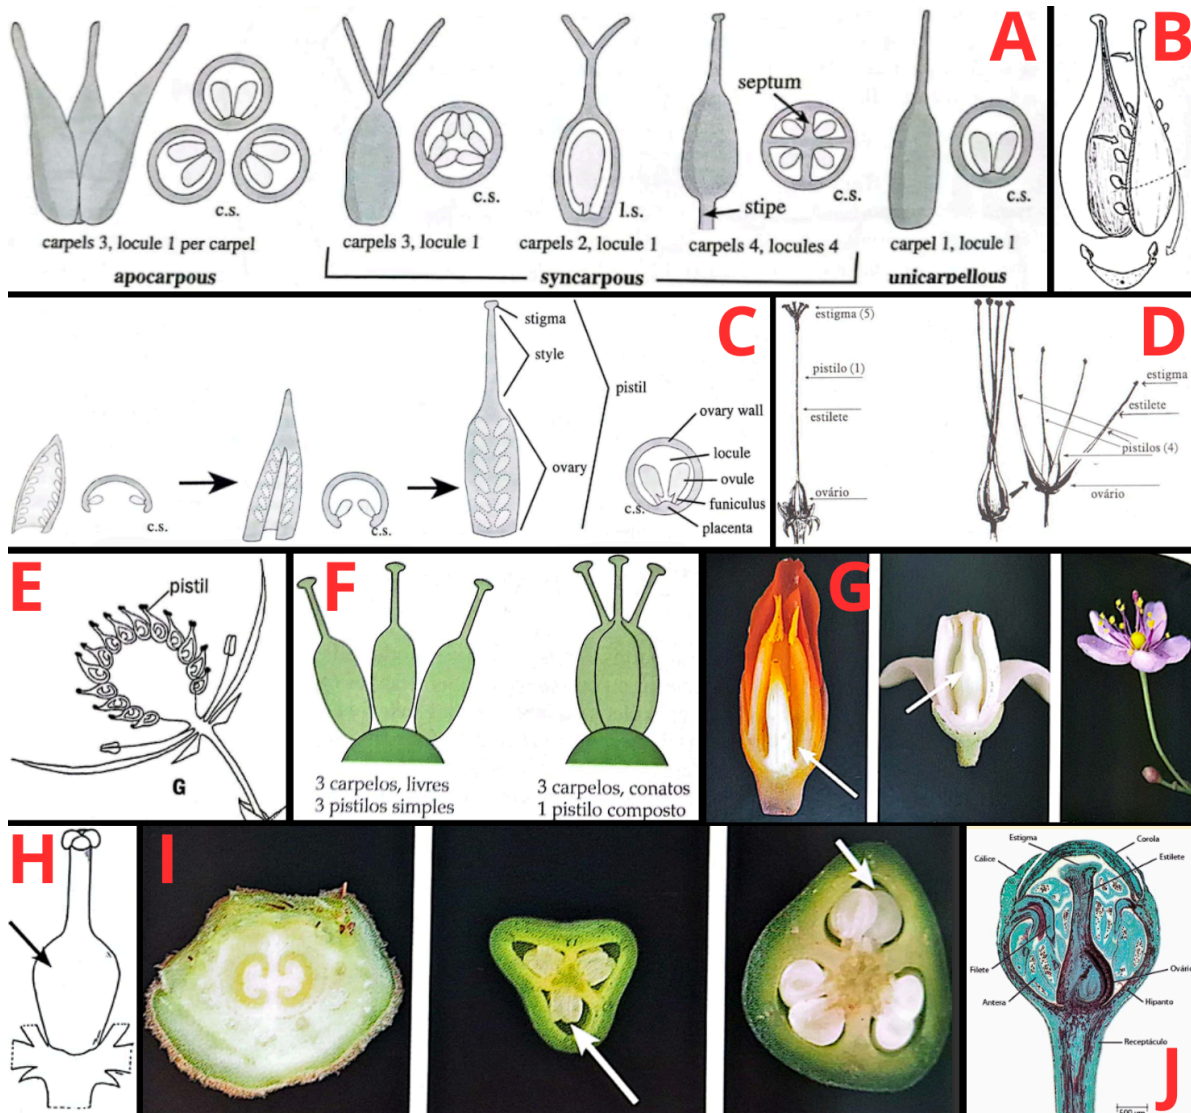 A
septum
c.s.
c.s.
l.s.
stipe
c.s.
c.s.
carpels 3, locule 1 per carpel
carpels 3, locule 1
carpels 2, locule 1
carpels 4, locules 4
carpel 1, locule 1
apocarpous
syncarpous
unicarpellous
B
C
stigma
style
pistil
ovary
ovary wall
locule
ovule
funiculus
placenta
c.s.
c.s.
c.s.
D
estigma (5)
pistilo (1)
estilete
ovário
estigma
estilete
pistilos (4)
ovário
E
pistil
G
F
3 carpelos, livres
3 pistilos simples
3 carpelos, conatos
1 pistilo composto
G
H
I
J
Estigma
Corola
Cálice
Estilete
Filete
Ovário
Antera
Hipanto
Receptáculo
500 µm